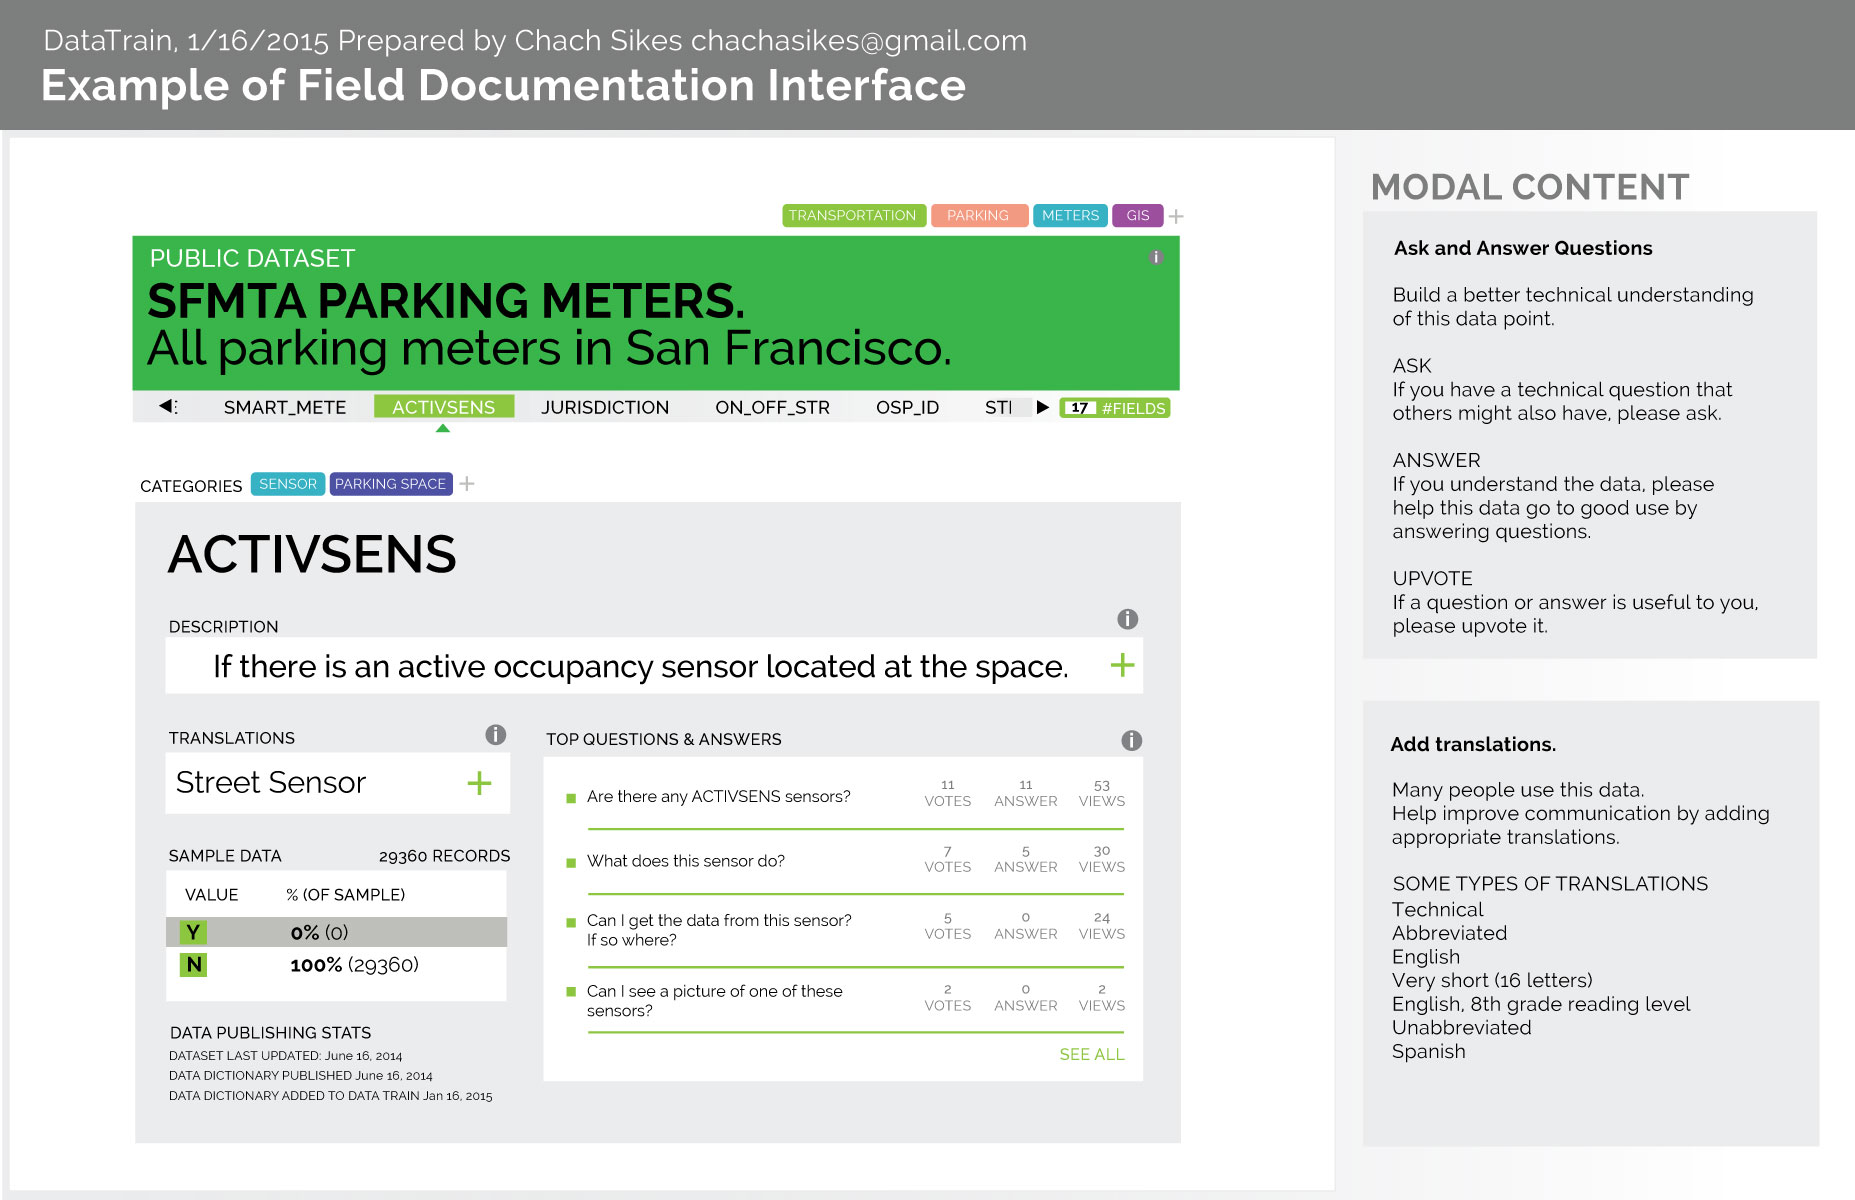 DataTrain, 1/16/2015 Prepared by Chach Sikes chachasikes@gmail.com
Example of Field Documentation Interface
TRANSPORTATION PARKING METERS GIS +
PUBLIC DATASET i
SFMTA PARKING METERS.
All parking meters in San Francisco.
SMART_METE ACTIVSENS JURISDICTION ON_OFF_STR OSP_ID STI 17 #FIELDS
CATEGORIES SENSOR PARKING SPACE +
ACTIVSENS
DESCRIPTION i
If there is an active occupancy sensor located at the space. +
TRANSLATIONS i
Street Sensor +
SAMPLE DATA 29360 RECORDS
VALUE % (OF SAMPLE)
Y 0% (0)
N 100% (29360)
DATA PUBLISHING STATS
DATASET LAST UPDATED: June 16, 2014
DATA DICTIONARY PUBLISHED June 16, 2014
DATA DICTIONARY ADDED TO DATA TRAIN Jan 16, 2015
TOP QUESTIONS & ANSWERS i
Are there any ACTIVSENS sensors?
11 11 53
VOTES ANSWER VIEWS
What does this sensor do?
7 5 30
VOTES ANSWER VIEWS
Can I get the data from this sensor?
If so where?
5 0 24
VOTES ANSWER VIEWS
Can I see a picture of one of these
sensors?
2 0 2
VOTES ANSWER VIEWS
SEE ALL
MODAL CONTENT
Ask and Answer Questions
Build a better technical understanding
of this data point.
ASK
If you have a technical question that
others might also have, please ask.
ANSWER
If you understand the data, please
help this data go to good use by
answering questions.
UPVOTE
If a question or answer is useful to you,
please upvote it.
Add translations.
Many people use this data.
Help improve communication by adding
appropriate translations.
SOME TYPES OF TRANSLATIONS
Technical
Abbreviated
English
Very short (16 letters)
English, 8th grade reading level
Unabbreviated
Spanish